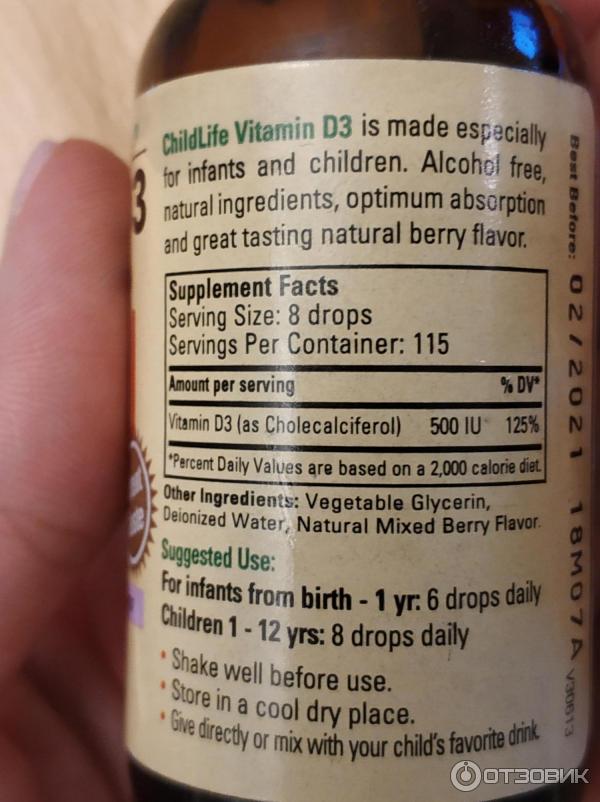 ChildLife Vitamin D3 is made especially
for infants and children. Alcohol free,
natural ingredients, optimum absorption
and great tasting natural berry flavor.
Supplement Facts
Serving Size: 8 drops
Servings Per Container: 115
Amount per serving % DV*
Vitamin D3 (as Cholecalciferol) 500 IU 125%
*Percent Daily Values are based on a 2,000 calorie diet.
Other Ingredients: Vegetable Glycerin,
Deionized Water, Natural Mixed Berry Flavor.
Suggested Use:
For infants from birth - 1 yr: 6 drops daily
Children 1 - 12 yrs: 8 drops daily
• Shake well before use.
• Store in a cool dry place.
• Give directly or mix with your child's favorite drink.
Best Before: 02/2021 18M07A
V30613
3
ОТЗОВИК